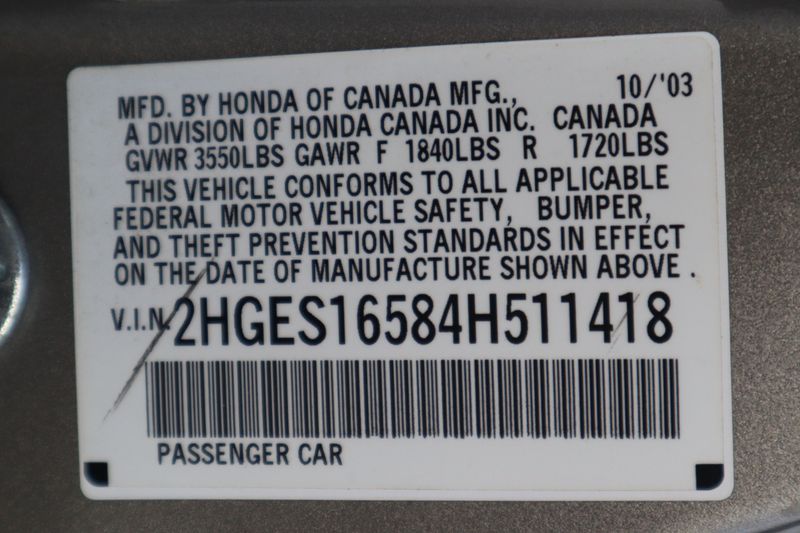 MFD. BY HONDA OF CANADA MFG., 10/'03
A DIVISION OF HONDA CANADA INC. CANADA
GVWR 3550LBS GAWR F 1840LBS R 1720LBS
THIS VEHICLE CONFORMS TO ALL APPLICABLE
FEDERAL MOTOR VEHICLE SAFETY, BUMPER,
AND THEFT PREVENTION STANDARDS IN EFFECT
ON THE DATE OF MANUFACTURE SHOWN ABOVE.
V.I.N. 2HGES16584H511418
PASSENGER CAR